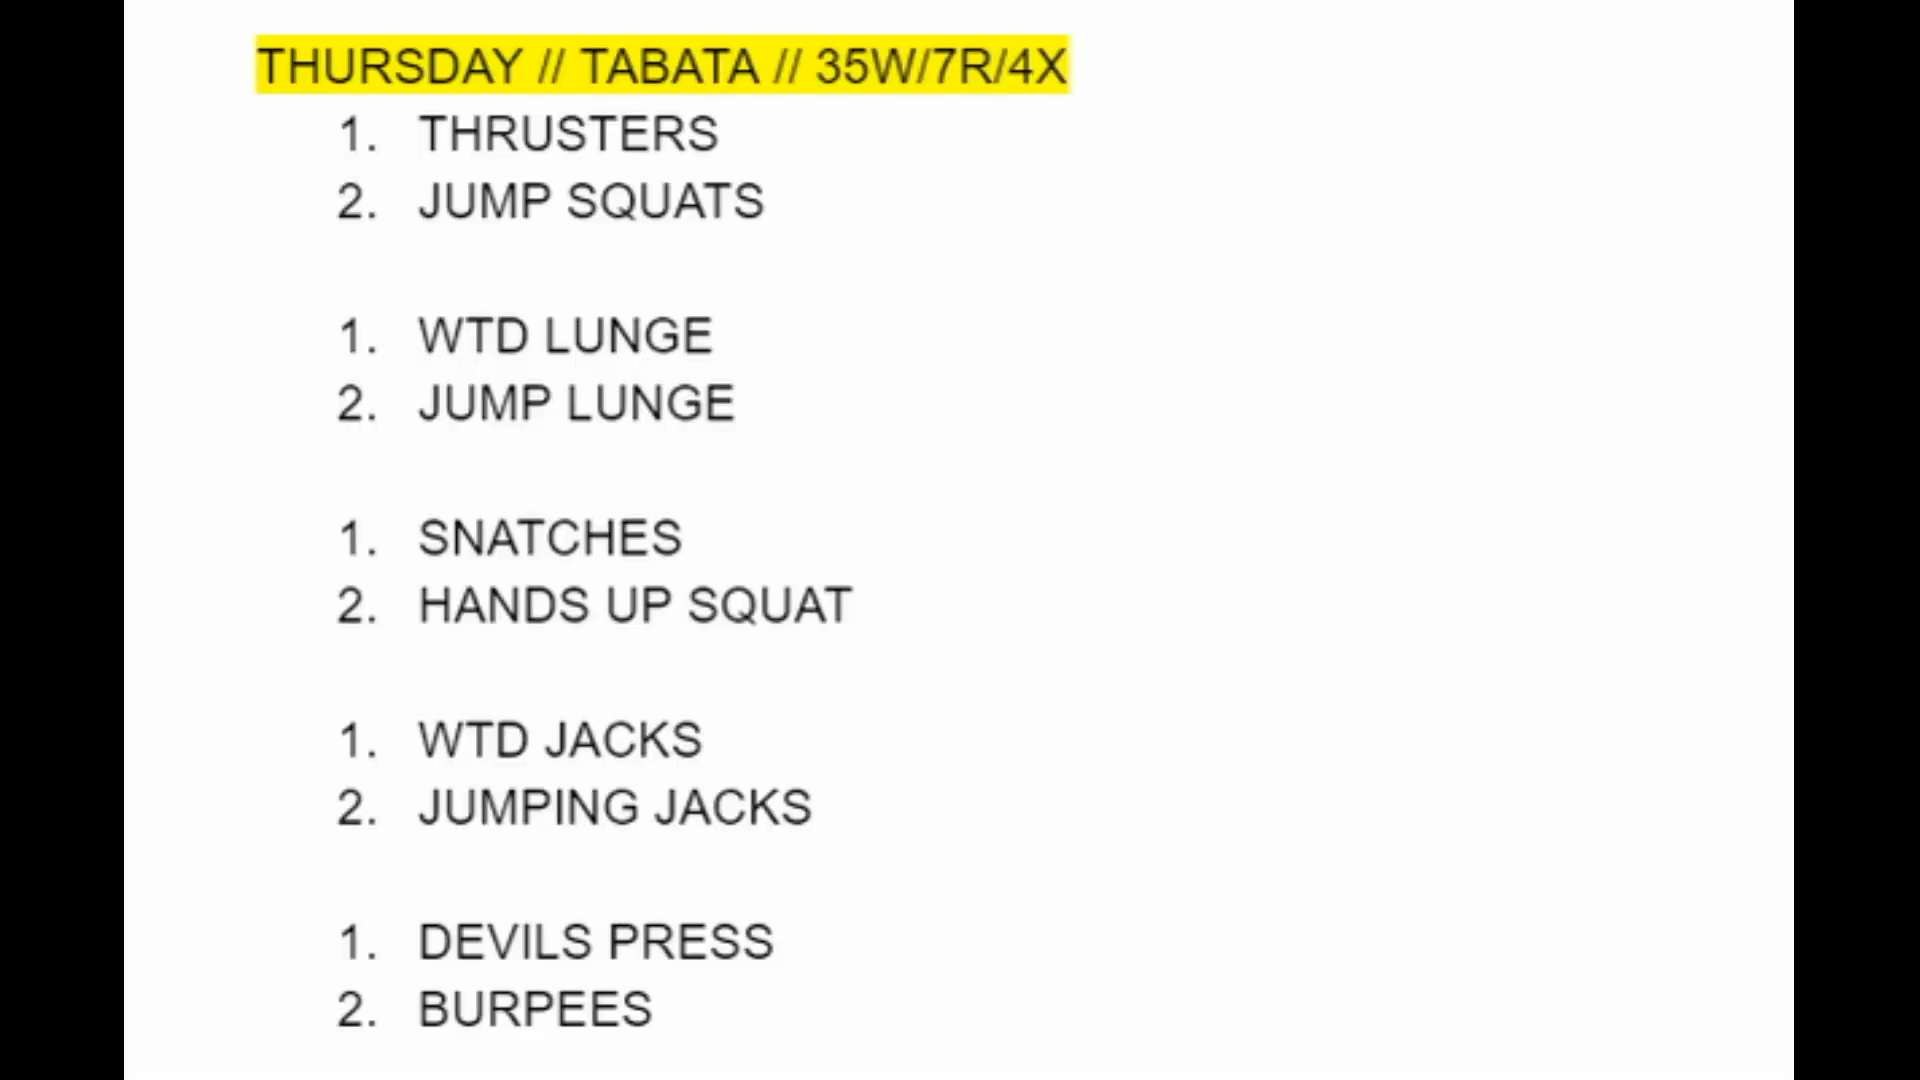 THURSDAY // TABATA // 35W/7R/4X
1. THRUSTERS
2. JUMP SQUATS
1. WTD LUNGE
2. JUMP LUNGE
1. SNATCHES
2. HANDS UP SQUAT
1. WTD JACKS
2. JUMPING JACKS
1. DEVILS PRESS
2. BURPEES